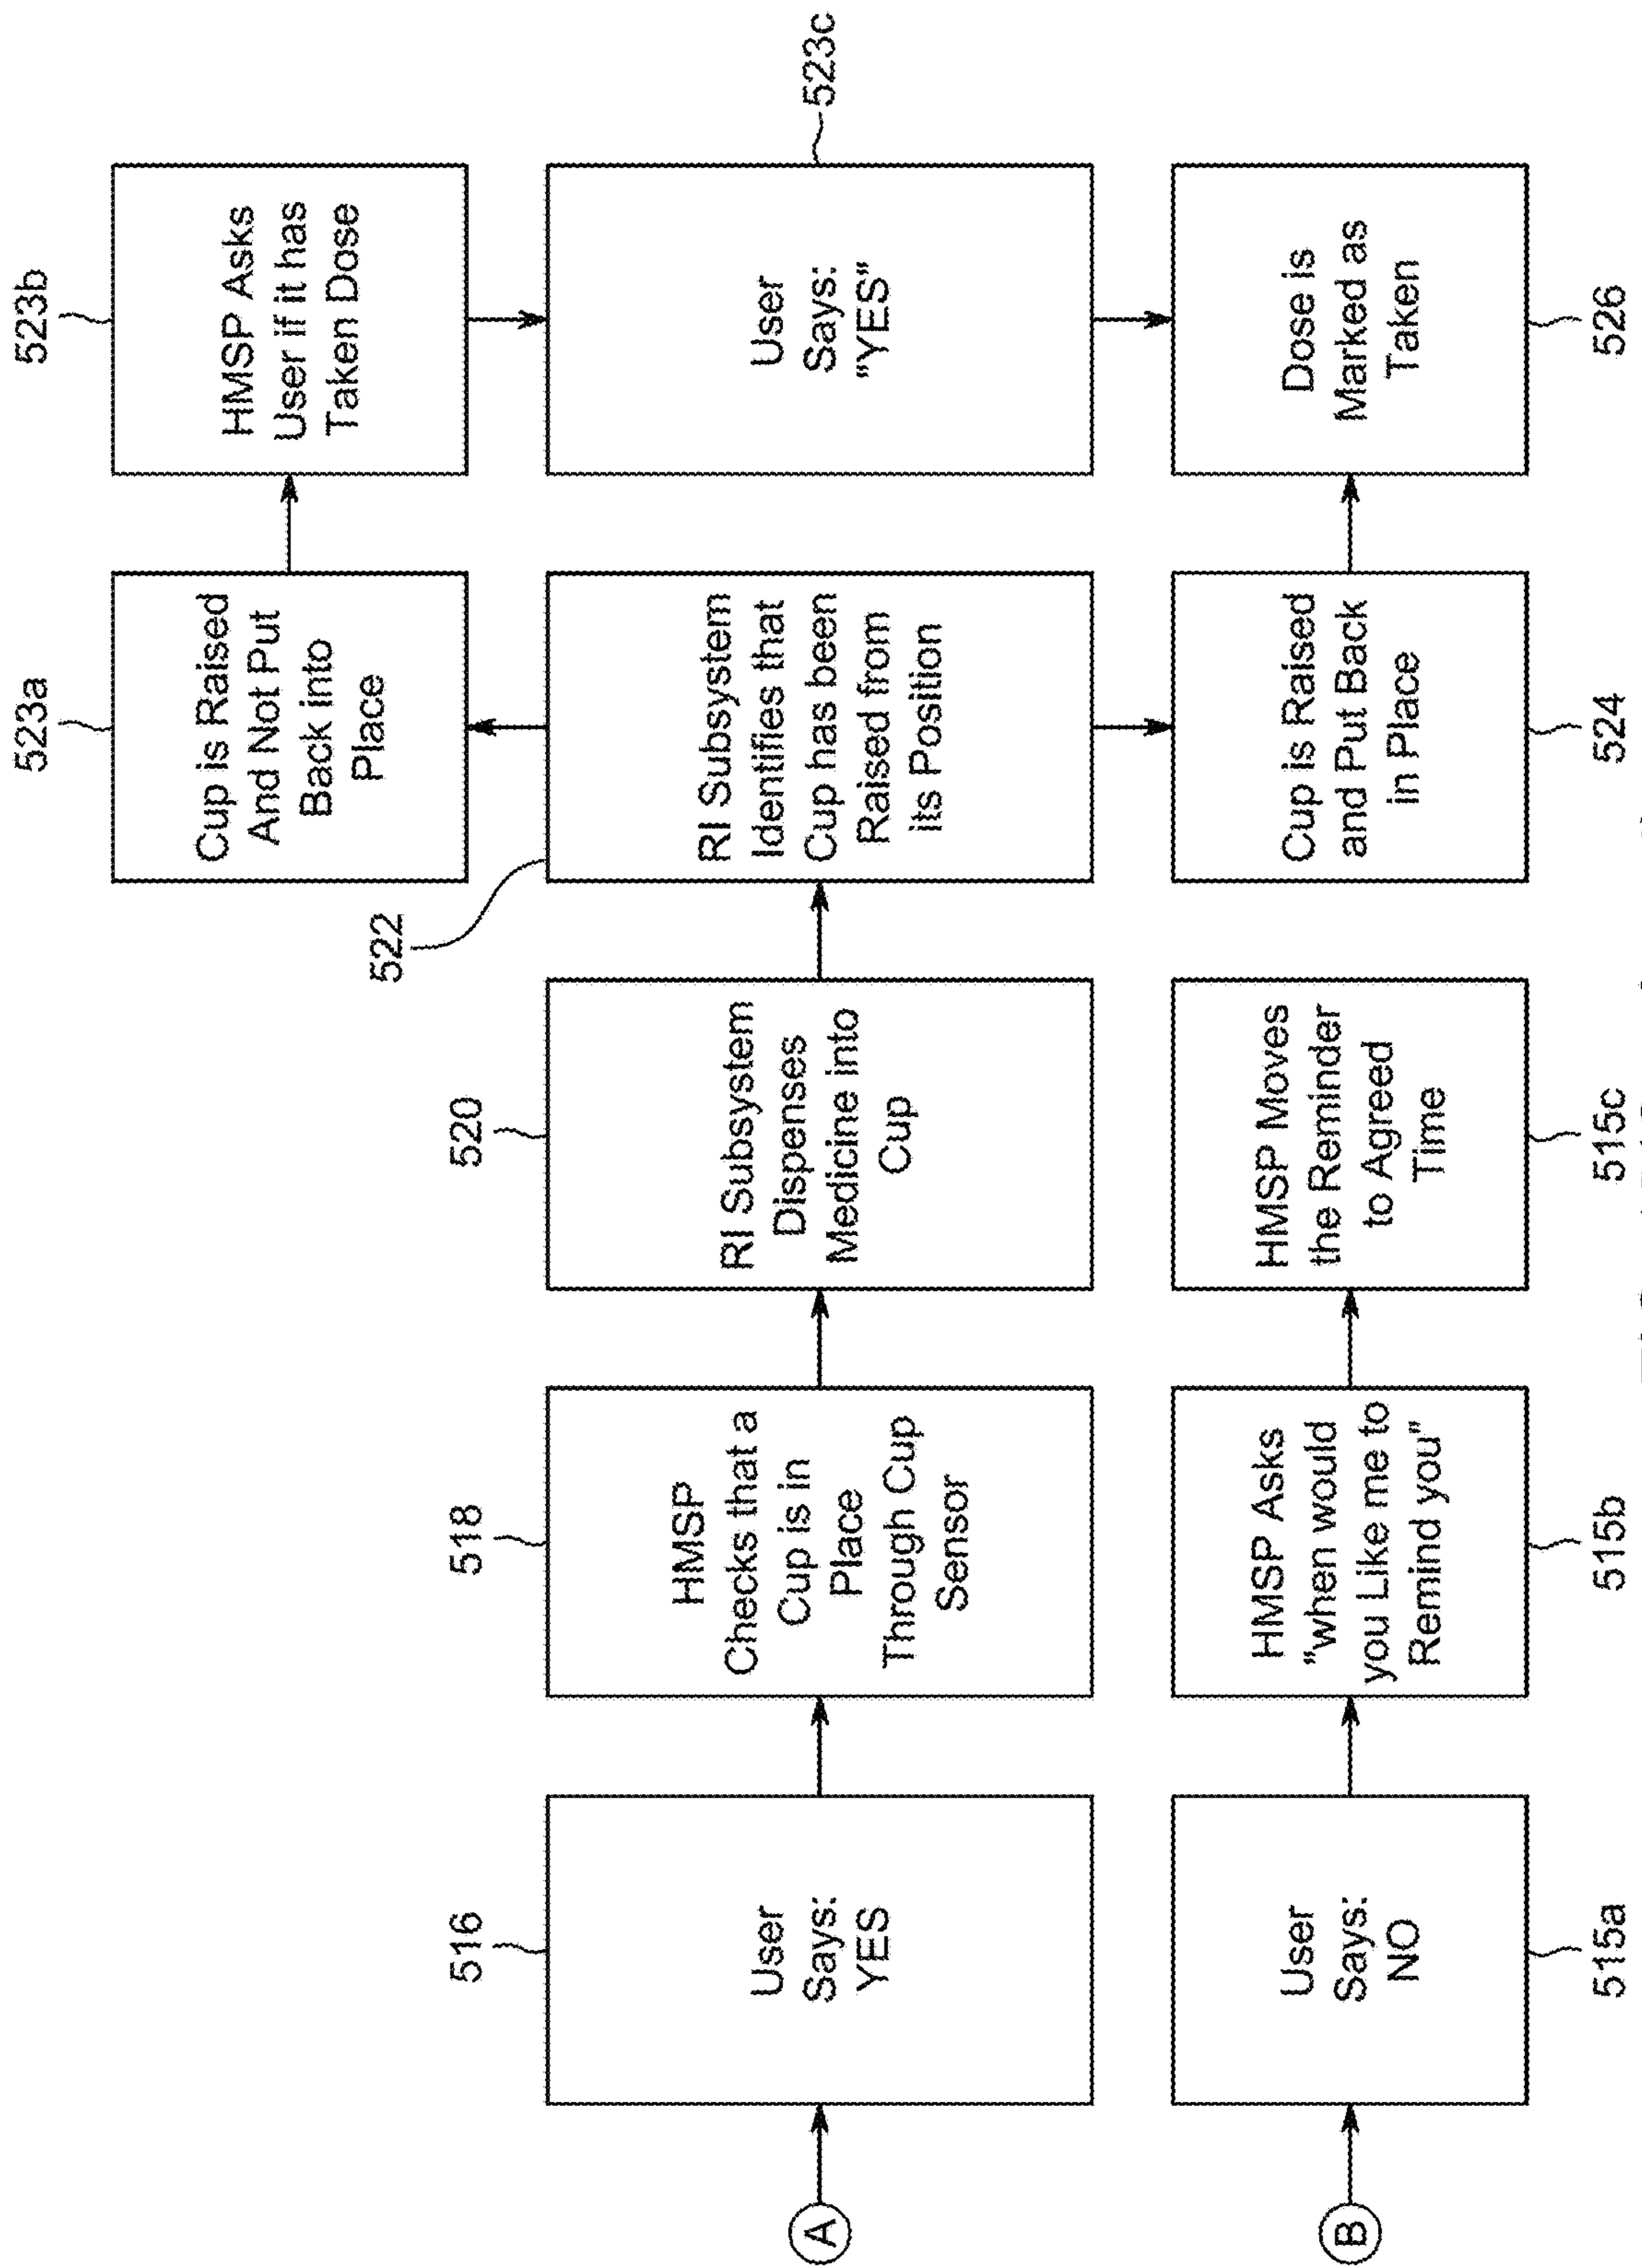 523a
Cup is Raised
And Not Put
Back into
Place
523b
HMSP Asks
User if it has
Taken Dose
516
User
Says:
YES
518
HMSP
Checks that a
Cup is in
Place
Through Cup
Sensor
520
RI Subsystem
Dispenses
Medicine into
Cup
522
RI Subsystem
Identifies that
Cup has been
Raised from
its Position
User
Says:
"YES"
523c
A
B
User
Says:
NO
515a
HMSP Asks
"when would
you Like me to
Remind you"
515b
HMSP Moves
the Reminder
to Agreed
Time
515c
Cup is Raised
and Put Back
in Place
524
Dose is
Marked as
Taken
526